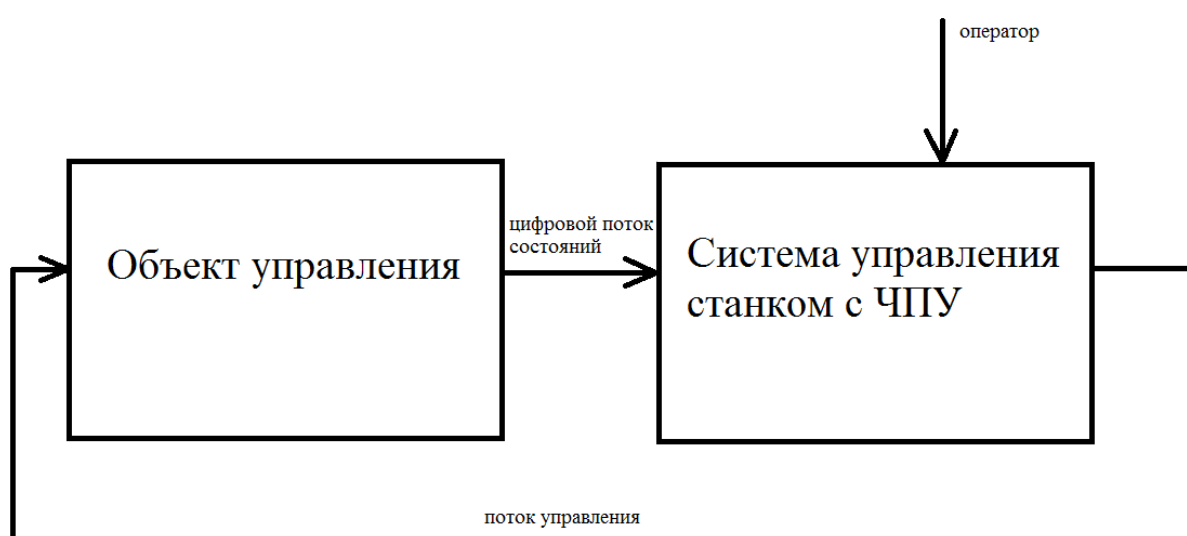 оператор
Объект управления
цифровой поток
состояний
Система управления
станком с ЧПУ
поток управления